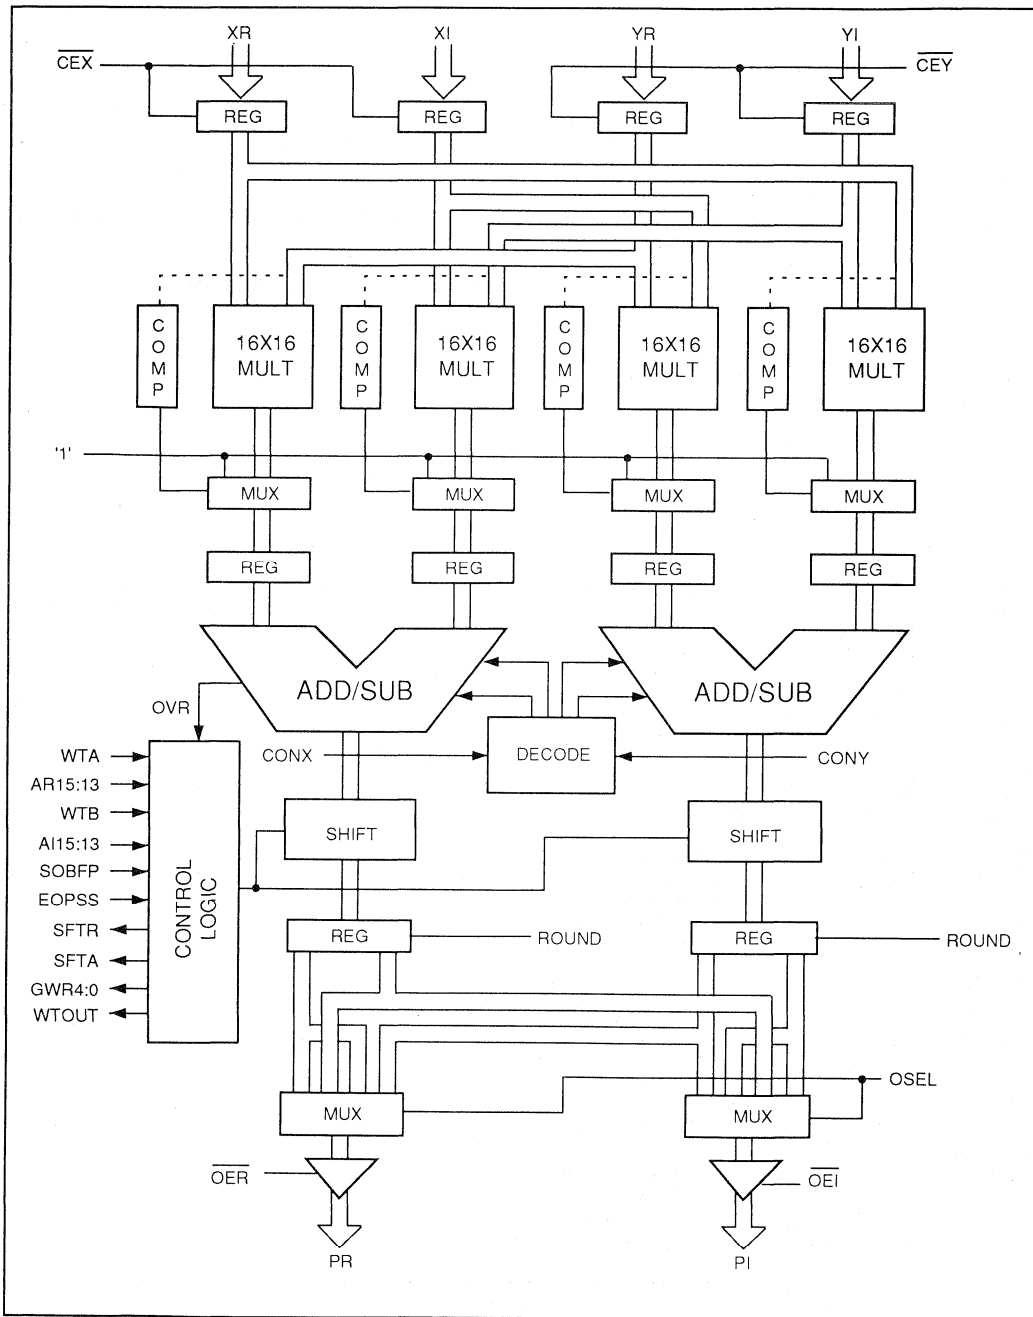 XR XI YR YI
CEX CEY
REG REG REG REG
COMP 16X16 MULT COMP 16X16 MULT COMP 16X16 MULT COMP 16X16 MULT
'1'
MUX MUX MUX MUX
REG REG REG REG
ADD/SUB ADD/SUB
OVR
CONX DECODE CONY
WTA
AR15:13
WTB
AI15:13
SOBFP
EOPSS
SFTR
SFTA
GWR4:0
WTOUT
CONTROL LOGIC
SHIFT SHIFT
REG ROUND REG ROUND
OSEL
MUX MUX
OER OEI
PR PI